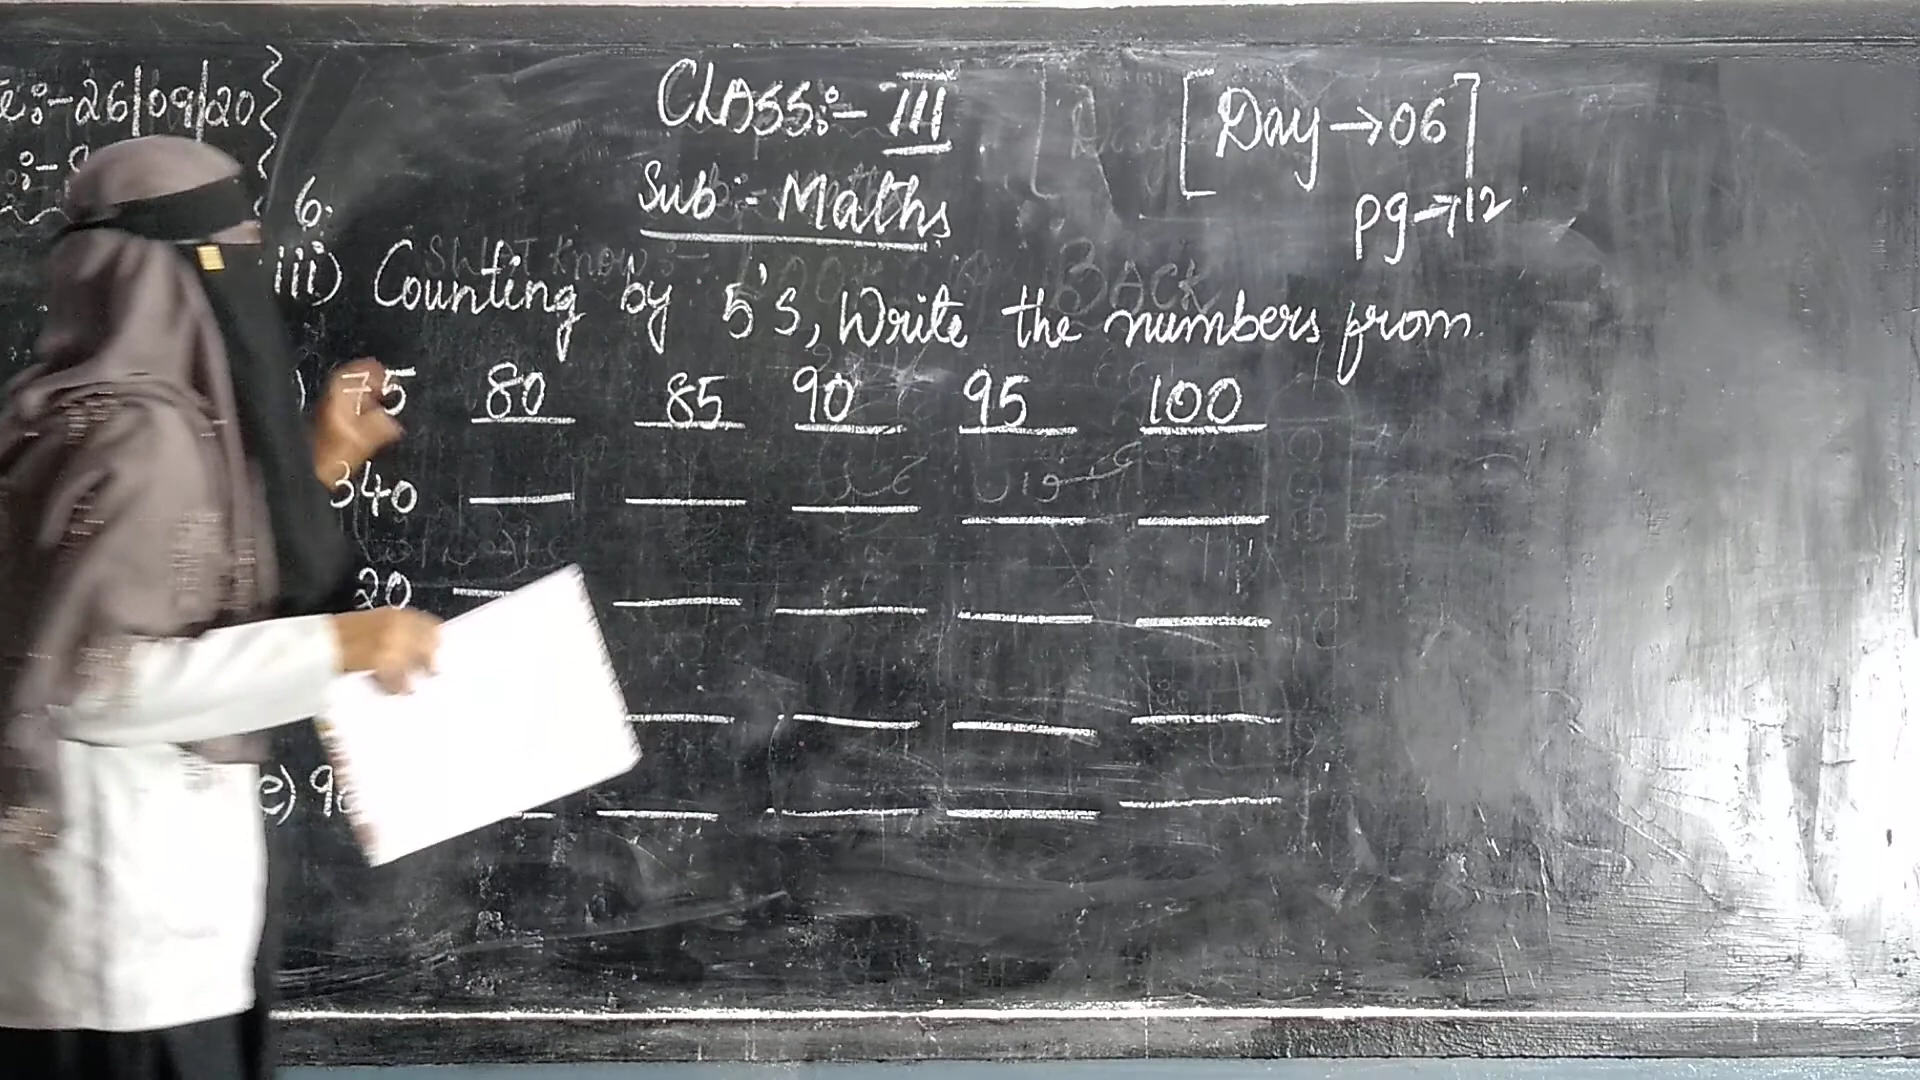 e:-26/09/20
CLASS:- III
[Day→06]
Sub:- Maths
pg→12
6.
iii) Counting by 5's, Write the numbers from
) 75 80 85 90 95 100
340
20
e) 9